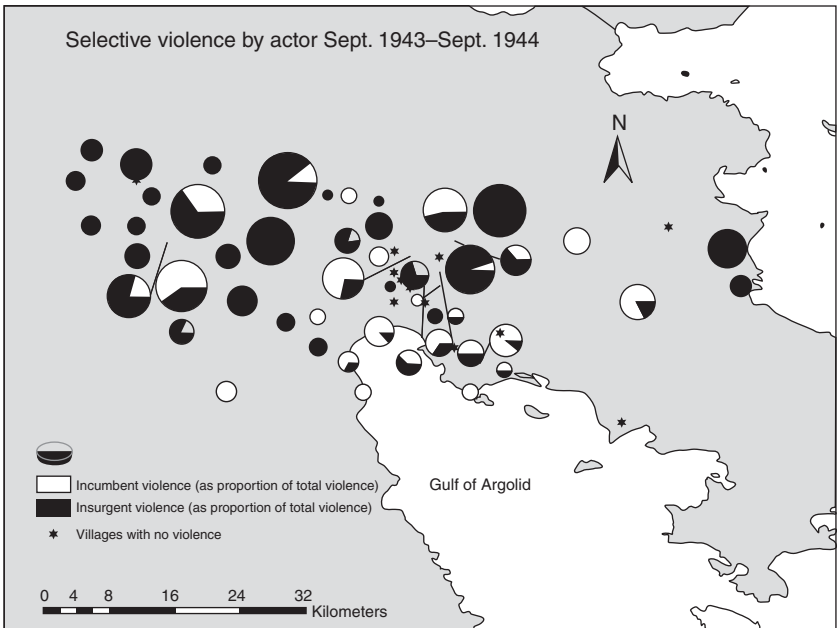 Selective violence by actor Sept. 1943–Sept. 1944
N
Gulf of Argolid
Incumbent violence (as proportion of total violence)
Insurgent violence (as proportion of total violence)
Villages with no violence
0 4 8 16 24 32
Kilometers